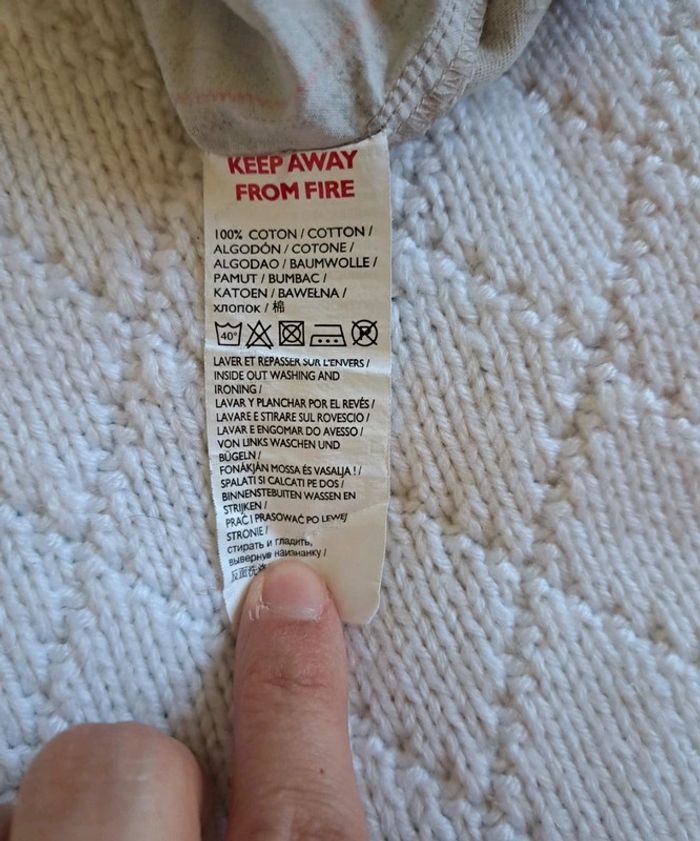 KEEP AWAY
FROM FIRE
100% COTON / COTTON /
ALGODÓN / COTONE /
ALGODAO / BAUMWOLLE /
PAMUT / BUMBAC /
KATOEN / BAWEŁNA /
хлопок / 棉
40°
LAVER ET REPASSER SUR L'ENVERS /
INSIDE OUT WASHING AND
IRONING /
LAVAR Y PLANCHAR POR EL REVÉS /
LAVARE E STIRARE SUL ROVESCIO /
LAVAR E ENGOMAR DO AVESSO /
VON LINKS WASCHEN UND
BÜGELN /
FONÁKJÁN MOSSA ÉS VASALJA ! /
SPALATI SI CALCATI PE DOS /
BINNENSTEBUITEN WASSEN EN
STRIJKEN /
PRAĆ I PRASOWAĆ PO LEWEJ
STRONIE /
стирать и гладить,
вывернув наизнанку /
反面洗